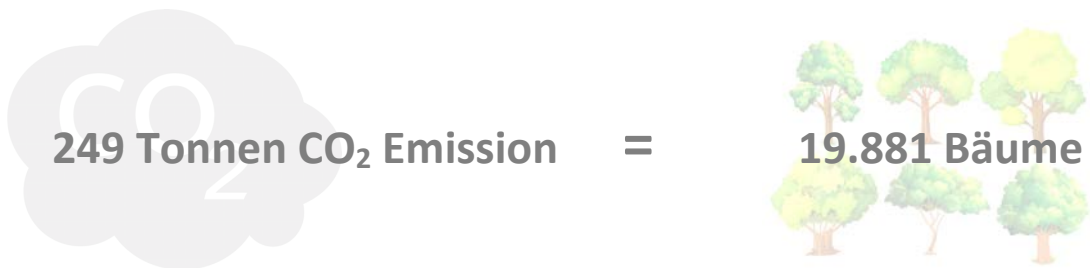 CO₂
249 Tonnen CO₂ Emission = 19.881 Bäume